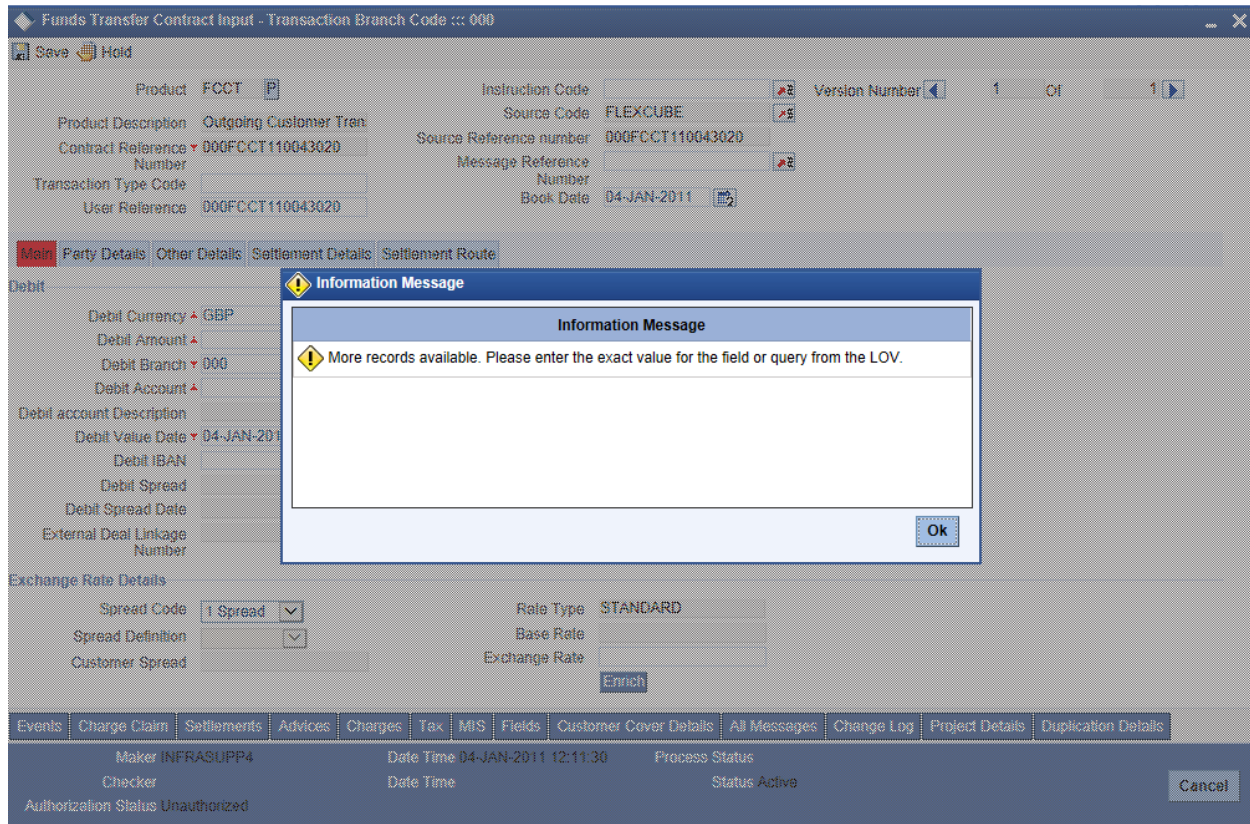 Funds Transfer Contract Input - Transaction Branch Code ::: 000
Save Hold
Product FCCT P
Product Description Outgoing Customer Tran
Contract Reference Number 000FCCT110043020
Transaction Type Code
User Reference 000FCCT110043020
Instruction Code
Source Code FLEXCUBE
Source Reference number 000FCCT110043020
Message Reference Number
Book Date 04-JAN-2011
Version Number 1 Of 1
Main Party Details Other Details Settlement Details Settlement Route
Debit
Debit Currency GBP
Debit Amount
Debit Branch 000
Debit Account
Debit account Description
Debit Value Date 04-JAN-201
Debit IBAN
Debit Spread
Debit Spread Date
External Deal Linkage Number
Information Message
Information Message
More records available. Please enter the exact value for the field or query from the LOV.
Ok
Exchange Rate Details
Spread Code 1 Spread
Spread Definition
Customer Spread
Rate Type STANDARD
Base Rate
Exchange Rate
Enrich
Events Charge Claim Settlements Advices Charges Tax MIS Fields Customer Cover Details All Messages Change Log Project Details Duplication Details
Maker INFRASUPP4
Date Time 04-JAN-2011 12:11:30
Process Status
Checker
Date Time
Status Active
Authorization Status Unauthorized
Cancel